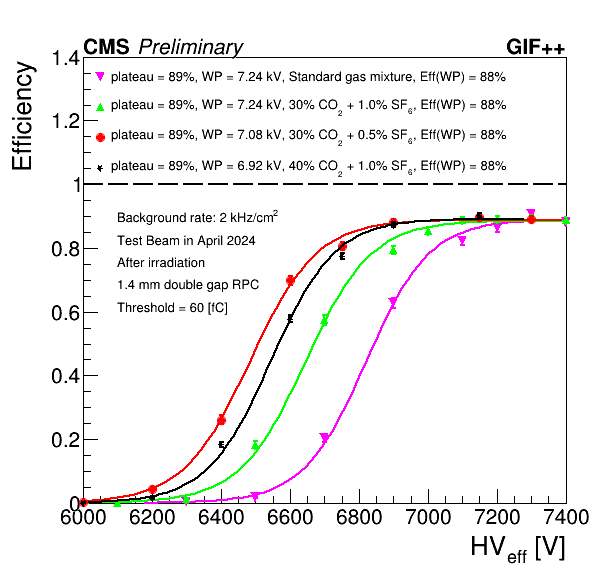 CMS Preliminary GIF++
1.4
plateau = 89%, WP = 7.24 kV, Standard gas mixture, Eff(WP) = 88%
plateau = 89%, WP = 7.24 kV, 30% CO2 + 1.0% SF6, Eff(WP) = 88%
1.2
plateau = 89%, WP = 7.08 kV, 30% CO2 + 0.5% SF6, Eff(WP) = 88%
plateau = 89%, WP = 6.92 kV, 40% CO2 + 1.0% SF6, Eff(WP) = 88%
Efficiency
1
Background rate: 2 kHz/cm²
Test Beam in April 2024
0.8
After irradiation
1.4 mm double gap RPC
Threshold = 60 [fC]
0.6
0.4
0.2
0
6000 6200 6400 6600 6800 7000 7200 7400
HVeff [V]